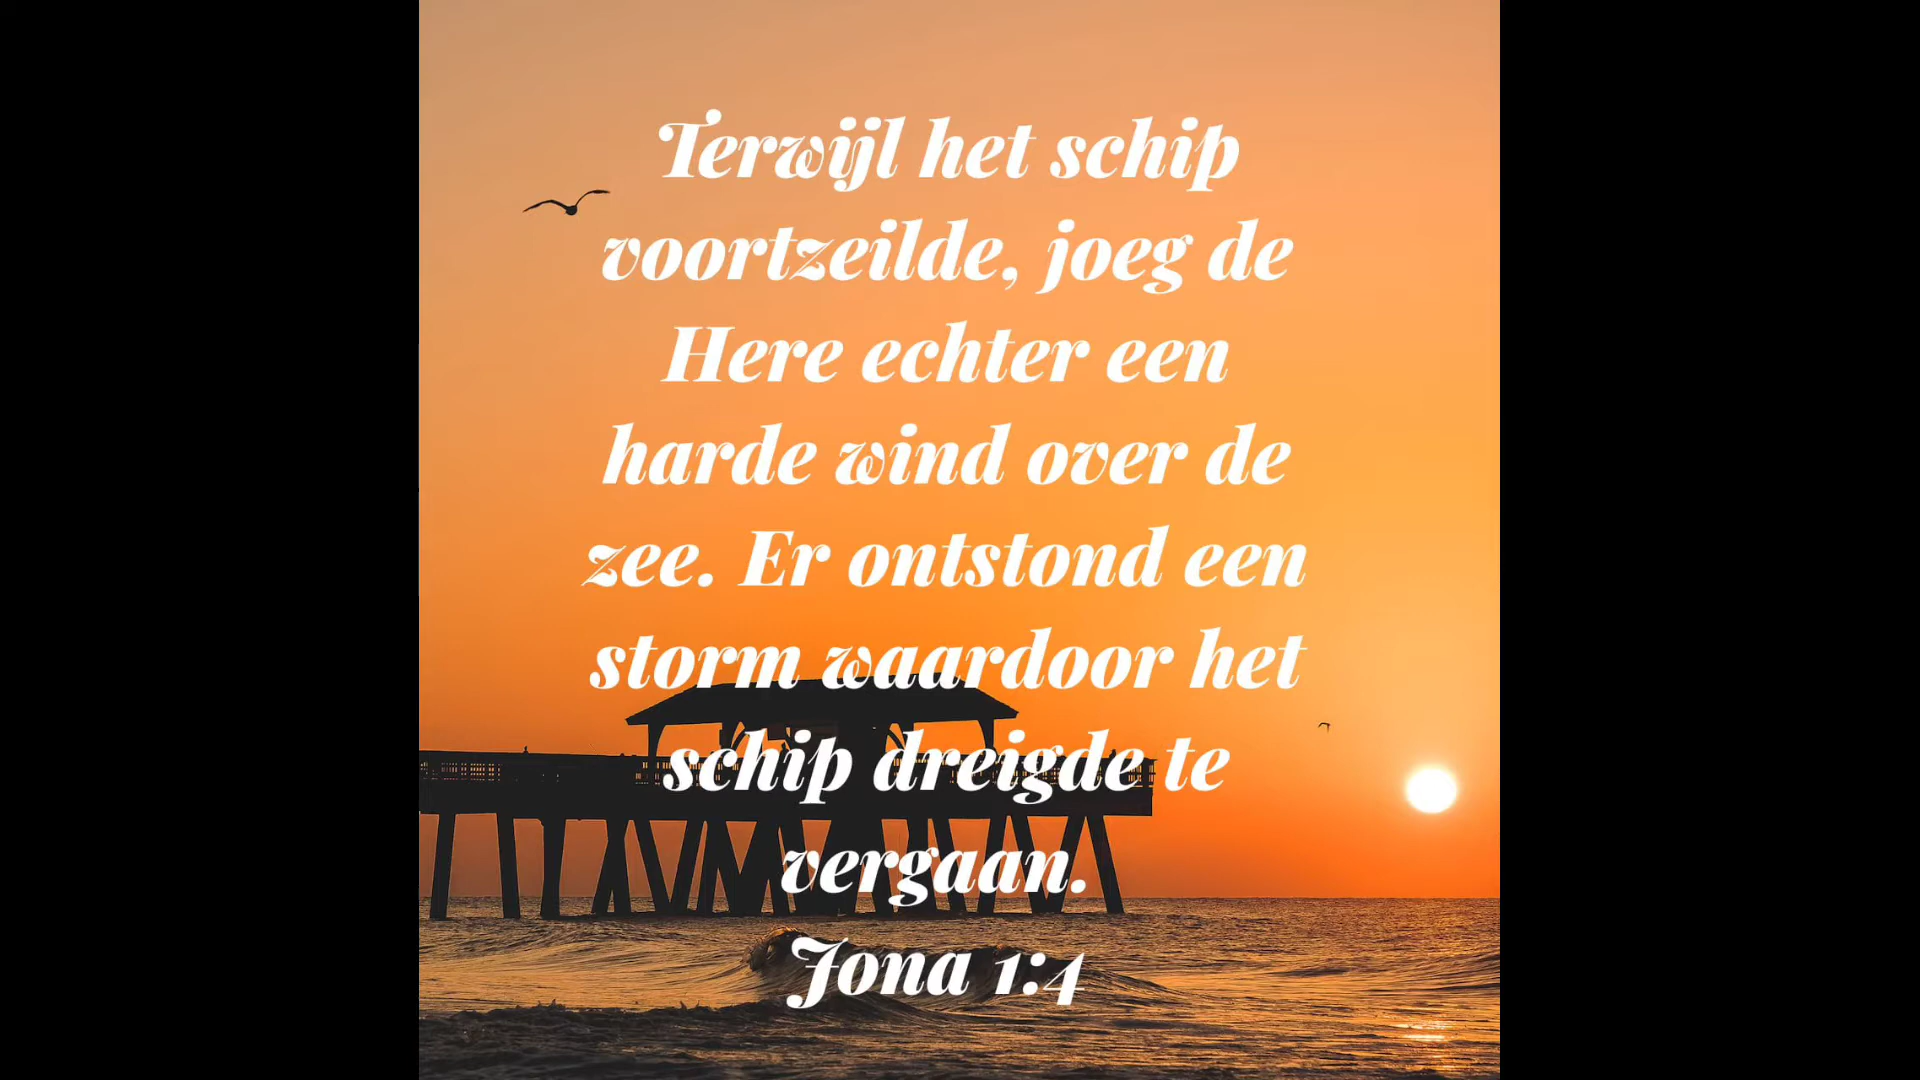 Terwijl het schip
voortzeilde, joeg de
Here echter een
harde wind over de
zee. Er ontstond een
storm waardoor het
schip dreigde te
vergaan.
Jona 1:4